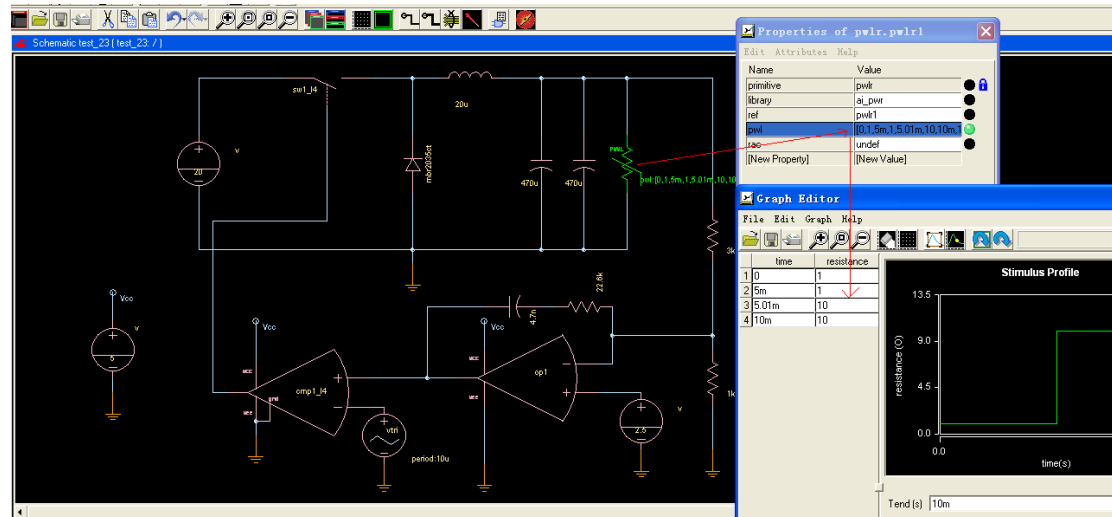 Schematic test_23 ( test_23: / )
sw1_l4
20u
v
20
mbr2035ct
470u
470u
PWL
pwl:[0,1,5m,1,5.01m,10,10m,
3k
22.6k
4.7n
Vcc
v
5
Vcc
vcc
vee
gnd
cmp1_l4
vtri
period:10u
Vcc
vcc
vee
op1
v
2.5
1k
Properties of pwlr.pwlr1
Edit Attributes Help
Name Value
primitive pwlr
library ai_pwr
ref pwlr1
pwl [0,1,5m,1,5.01m,10,10m,1
undef
[New Property] [New Value]
Graph Editor
File Edit Graph Help
time resistance
1 0 1
2 5m 1
3 5.01m 10
4 10m 10
Stimulus Profile
13.5
9.0
4.5
0.0
resistance (O)
0.0
time(s)
Tend (s) 10m